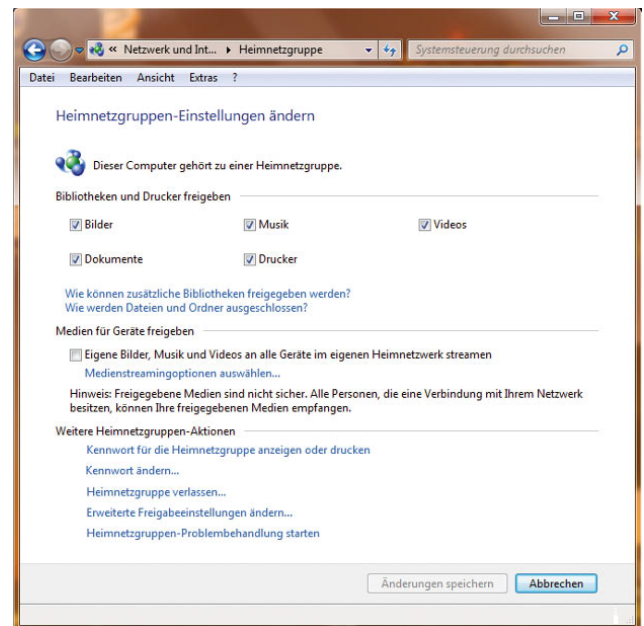 « Netzwerk und Int... ▸ Heimnetzgruppe Systemsteuerung durchsuchen
Datei Bearbeiten Ansicht Extras ?
Heimnetzgruppen-Einstellungen ändern
Dieser Computer gehört zu einer Heimnetzgruppe.
Bibliotheken und Drucker freigeben
Bilder Musik Videos
Dokumente Drucker
Wie können zusätzliche Bibliotheken freigegeben werden?
Wie werden Dateien und Ordner ausgeschlossen?
Medien für Geräte freigeben
Eigene Bilder, Musik und Videos an alle Geräte im eigenen Heimnetzwerk streamen
Medienstreamingoptionen auswählen...
Hinweis: Freigegebene Medien sind nicht sicher. Alle Personen, die eine Verbindung mit Ihrem Netzwerk
besitzen, können Ihre freigegebenen Medien empfangen.
Weitere Heimnetzgruppen-Aktionen
Kennwort für die Heimnetzgruppe anzeigen oder drucken
Kennwort ändern...
Heimnetzgruppe verlassen...
Erweiterte Freigabeeinstellungen ändern...
Heimnetzgruppen-Problembehandlung starten
Änderungen speichern Abbrechen